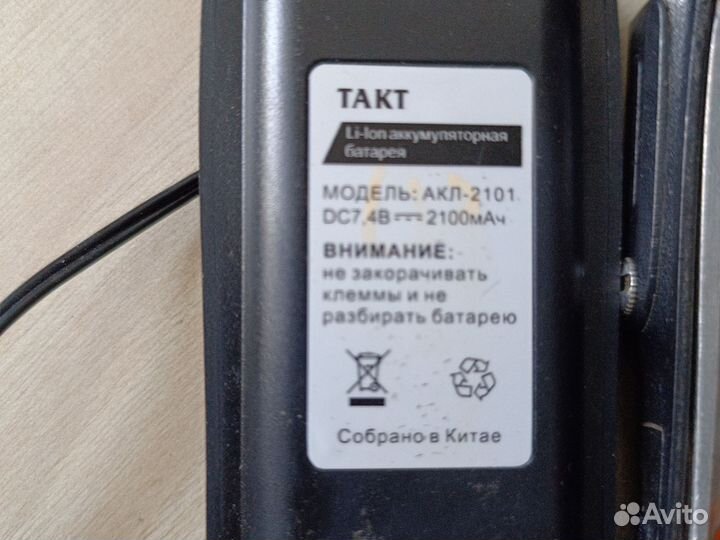 ТАКТ
Li-Ion аккумуляторная
батарея
МОДЕЛЬ: АКЛ-2101
DC7,4В 2100мАч
ВНИМАНИЕ:
не закорачивать
клеммы и не
разбирать батарею
Собрано в Китае
Avito